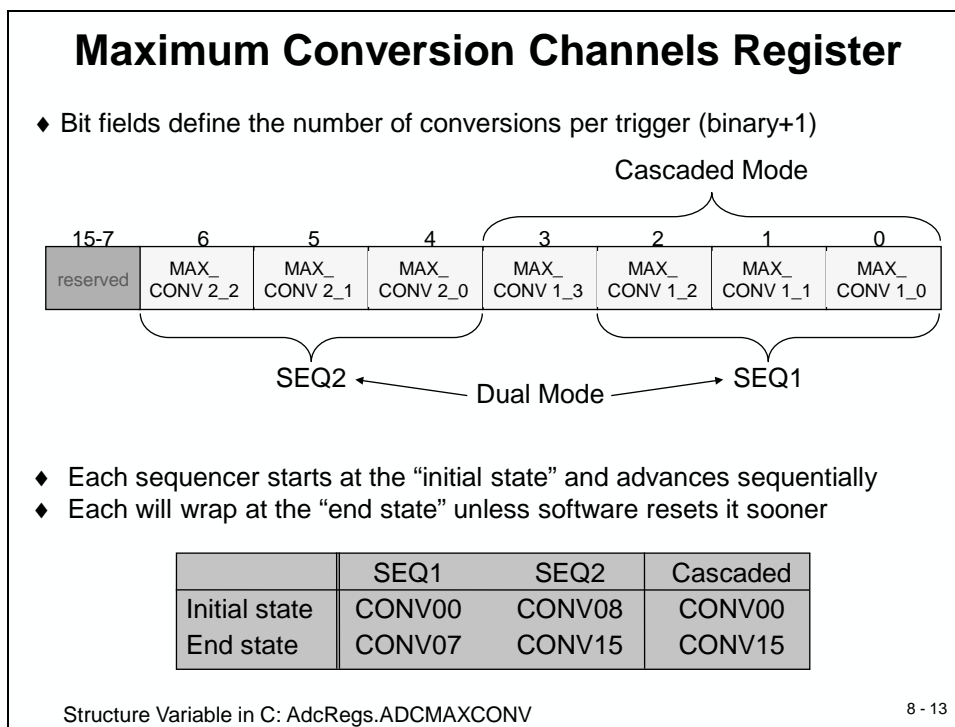 Maximum Conversion Channels Register
♦ Bit fields define the number of conversions per trigger (binary+1)
Cascaded Mode
15-7 6 5 4 3 2 1 0
reserved MAX_ CONV 2_2 MAX_ CONV 2_1 MAX_ CONV 2_0 MAX_ CONV 1_3 MAX_ CONV 1_2 MAX_ CONV 1_1 MAX_ CONV 1_0
SEQ2 Dual Mode SEQ1
♦ Each sequencer starts at the “initial state” and advances sequentially
♦ Each will wrap at the “end state” unless software resets it sooner
SEQ1 SEQ2 Cascaded
Initial state CONV00 CONV08 CONV00
End state CONV07 CONV15 CONV15
Structure Variable in C: AdcRegs.ADCMAXCONV 8 - 13